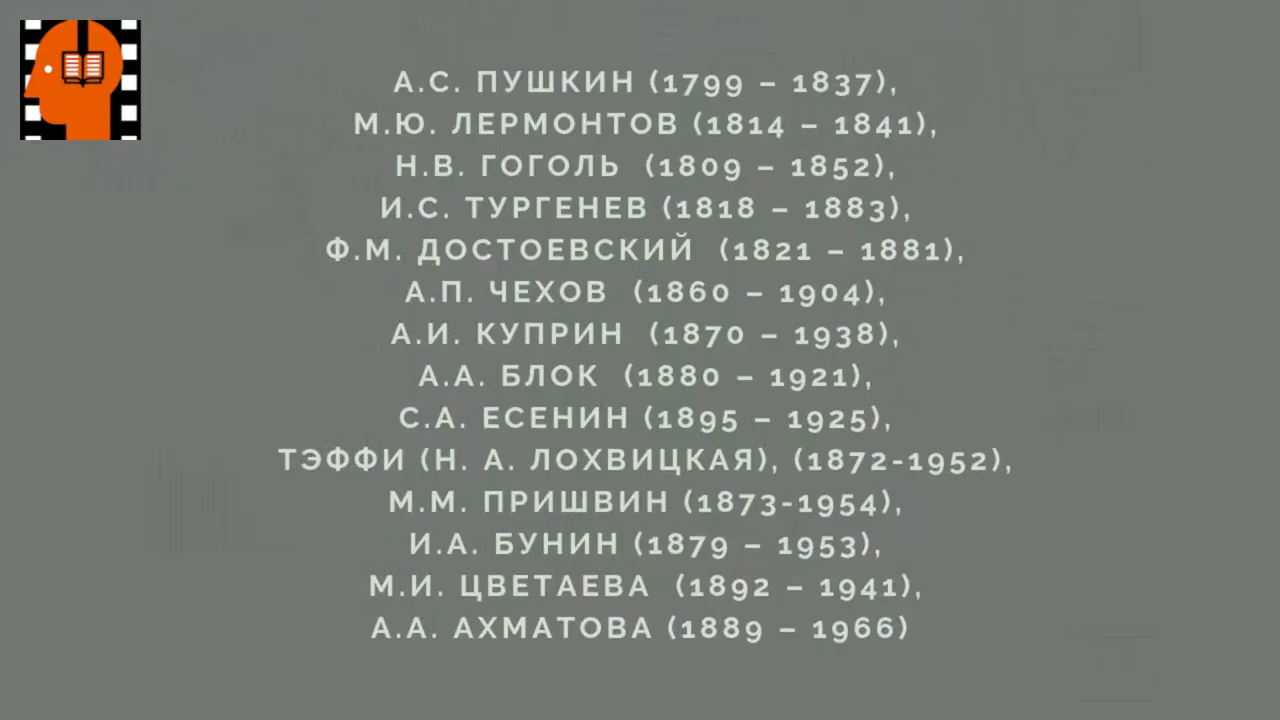 А.С. ПУШКИН (1799 – 1837),
М.Ю. ЛЕРМОНТОВ (1814 – 1841),
Н.В. ГОГОЛЬ (1809 – 1852),
И.С. ТУРГЕНЕВ (1818 – 1883),
Ф.М. ДОСТОЕВСКИЙ (1821 – 1881),
А.П. ЧЕХОВ (1860 – 1904),
А.И. КУПРИН (1870 – 1938),
А.А. БЛОК (1880 – 1921),
С.А. ЕСЕНИН (1895 – 1925),
ТЭФФИ (Н. А. ЛОХВИЦКАЯ), (1872-1952),
М.М. ПРИШВИН (1873-1954),
И.А. БУНИН (1879 – 1953),
М.И. ЦВЕТАЕВА (1892 – 1941),
А.А. АХМАТОВА (1889 – 1966)